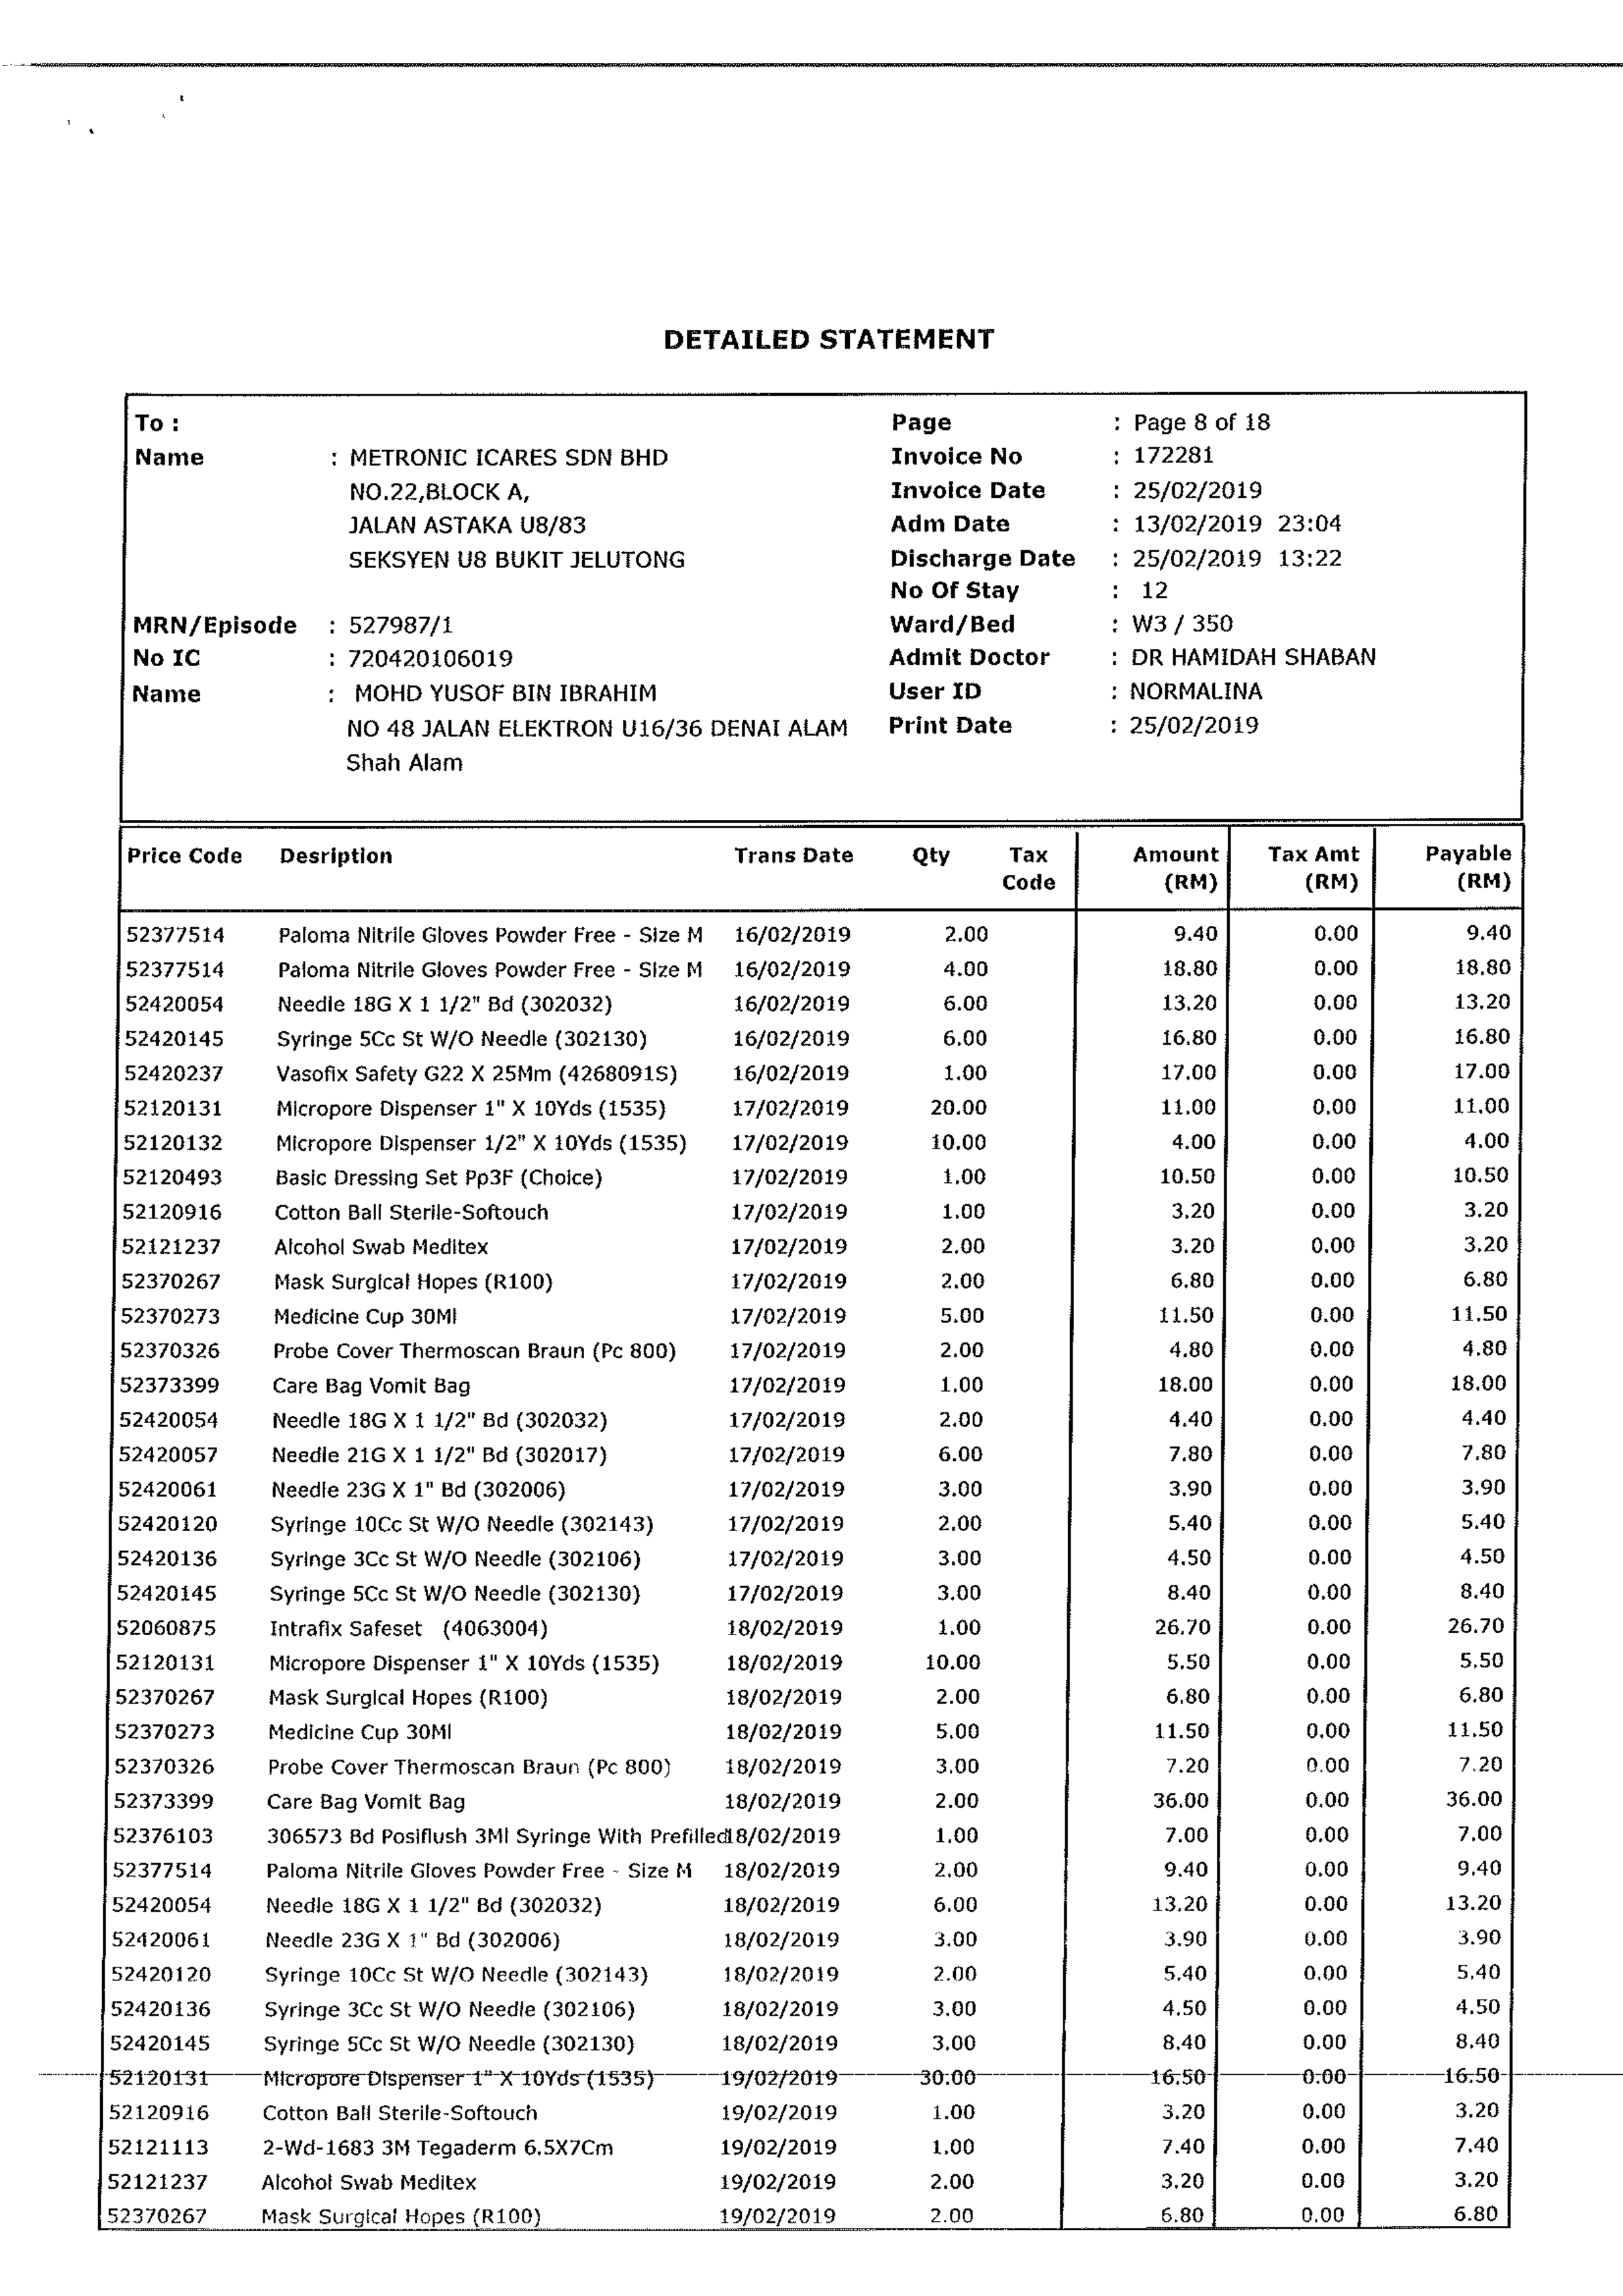 DETAILED STATEMENT
To :
Page : Page 8 of 18
Name : METRONIC ICARES SDN BHD
Invoice No : 172281
NO.22,BLOCK A,
Invoice Date : 25/02/2019
JALAN ASTAKA U8/83
Adm Date : 13/02/2019 23:04
SEKSYEN U8 BUKIT JELUTONG
Discharge Date : 25/02/2019 13:22
No Of Stay : 12
MRN/Episode : 527987/1
Ward/Bed : W3 / 350
No IC : 720420106019
Admit Doctor : DR HAMIDAH SHABAN
Name : MOHD YUSOF BIN IBRAHIM
User ID : NORMALINA
NO 48 JALAN ELEKTRON U16/36 DENAI ALAM
Print Date : 25/02/2019
Shah Alam
Price Code Desription Trans Date Qty Tax Amount Tax Amt Payable
Code (RM) (RM) (RM)
52377514 Paloma Nitrile Gloves Powder Free - Size M 16/02/2019 2.00 9.40 0.00 9.40
52377514 Paloma Nitrile Gloves Powder Free - Size M 16/02/2019 4.00 18.80 0.00 18.80
52420054 Needle 18G X 1 1/2" Bd (302032) 16/02/2019 6.00 13.20 0.00 13.20
52420145 Syringe 5Cc St W/O Needle (302130) 16/02/2019 6.00 16.80 0.00 16.80
52420237 Vasofix Safety G22 X 25Mm (4268091S) 16/02/2019 1.00 17.00 0.00 17.00
52120131 Micropore Dispenser 1" X 10Yds (1535) 17/02/2019 20.00 11.00 0.00 11.00
52120132 Micropore Dispenser 1/2" X 10Yds (1535) 17/02/2019 10.00 4.00 0.00 4.00
52120493 Basic Dressing Set Pp3F (Choice) 17/02/2019 1.00 10.50 0.00 10.50
52120916 Cotton Ball Sterile-Softouch 17/02/2019 1.00 3.20 0.00 3.20
52121237 Alcohol Swab Meditex 17/02/2019 2.00 3.20 0.00 3.20
52370267 Mask Surgical Hopes (R100) 17/02/2019 2.00 6.80 0.00 6.80
52370273 Medicine Cup 30Ml 17/02/2019 5.00 11.50 0.00 11.50
52370326 Probe Cover Thermoscan Braun (Pc 800) 17/02/2019 2.00 4.80 0.00 4.80
52373399 Care Bag Vomit Bag 17/02/2019 1.00 18.00 0.00 18.00
52420054 Needle 18G X 1 1/2" Bd (302032) 17/02/2019 2.00 4.40 0.00 4.40
52420057 Needle 21G X 1 1/2" Bd (302017) 17/02/2019 6.00 7.80 0.00 7.80
52420061 Needle 23G X 1" Bd (302006) 17/02/2019 3.00 3.90 0.00 3.90
52420120 Syringe 10Cc St W/O Needle (302143) 17/02/2019 2.00 5.40 0.00 5.40
52420136 Syringe 3Cc St W/O Needle (302106) 17/02/2019 3.00 4.50 0.00 4.50
52420145 Syringe 5Cc St W/O Needle (302130) 17/02/2019 3.00 8.40 0.00 8.40
52060875 Intrafix Safeset (4063004) 18/02/2019 1.00 26.70 0.00 26.70
52120131 Micropore Dispenser 1" X 10Yds (1535) 18/02/2019 10.00 5.50 0.00 5.50
52370267 Mask Surgical Hopes (R100) 18/02/2019 2.00 6.80 0.00 6.80
52370273 Medicine Cup 30Ml 18/02/2019 5.00 11.50 0.00 11.50
52370326 Probe Cover Thermoscan Braun (Pc 800) 18/02/2019 3.00 7.20 0.00 7.20
52373399 Care Bag Vomit Bag 18/02/2019 2.00 36.00 0.00 36.00
52376103 306573 Bd Posiflush 3Ml Syringe With Prefilled 18/02/2019 1.00 7.00 0.00 7.00
52377514 Paloma Nitrile Gloves Powder Free - Size M 18/02/2019 2.00 9.40 0.00 9.40
52420054 Needle 18G X 1 1/2" Bd (302032) 18/02/2019 6.00 13.20 0.00 13.20
52420061 Needle 23G X 1" Bd (302006) 18/02/2019 3.00 3.90 0.00 3.90
52420120 Syringe 10Cc St W/O Needle (302143) 18/02/2019 2.00 5.40 0.00 5.40
52420136 Syringe 3Cc St W/O Needle (302106) 18/02/2019 3.00 4.50 0.00 4.50
52420145 Syringe 5Cc St W/O Needle (302130) 18/02/2019 3.00 8.40 0.00 8.40
52120131 Micropore Dispenser 1" X 10Yds (1535) 19/02/2019 30.00 16.50 0.00 16.50
52120916 Cotton Ball Sterile-Softouch 19/02/2019 1.00 3.20 0.00 3.20
52121113 2-Wd-1683 3M Tegaderm 6.5X7Cm 19/02/2019 1.00 7.40 0.00 7.40
52121237 Alcohol Swab Meditex 19/02/2019 2.00 3.20 0.00 3.20
52370267 Mask Surgical Hopes (R100) 19/02/2019 2.00 6.80 0.00 6.80